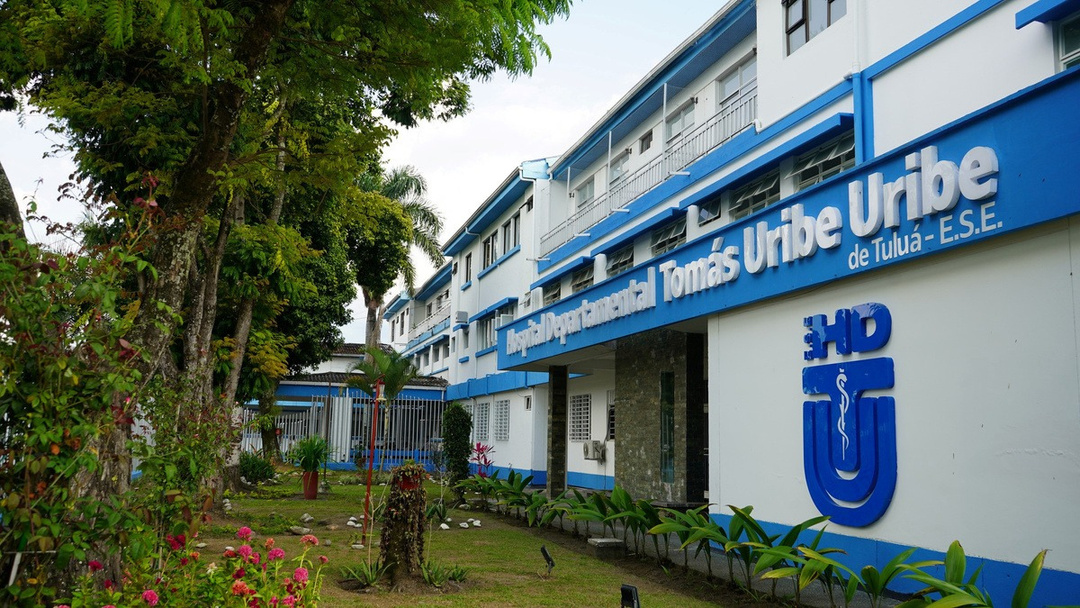 Hospital Departamental Tomás Uribe Uribe
de Tuluá - E.S.E.
HD